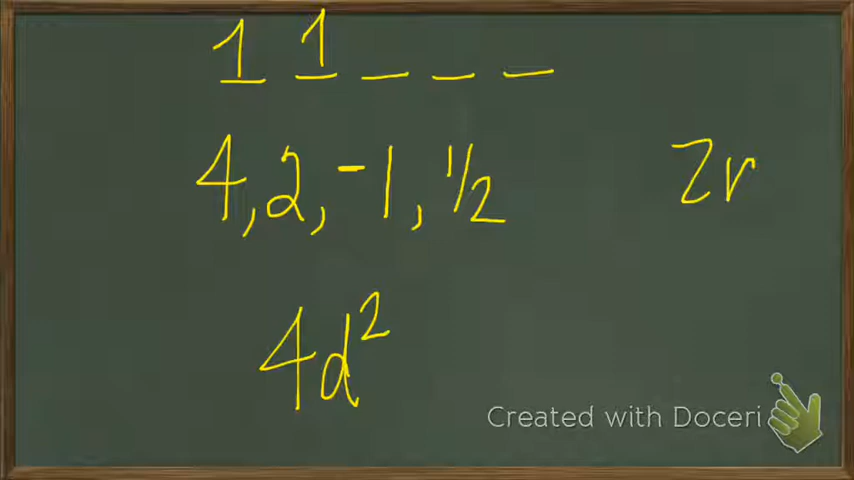 1 1 _ _ _
4, 2, -1, 1/2
2r
4d²
Created with Doceri